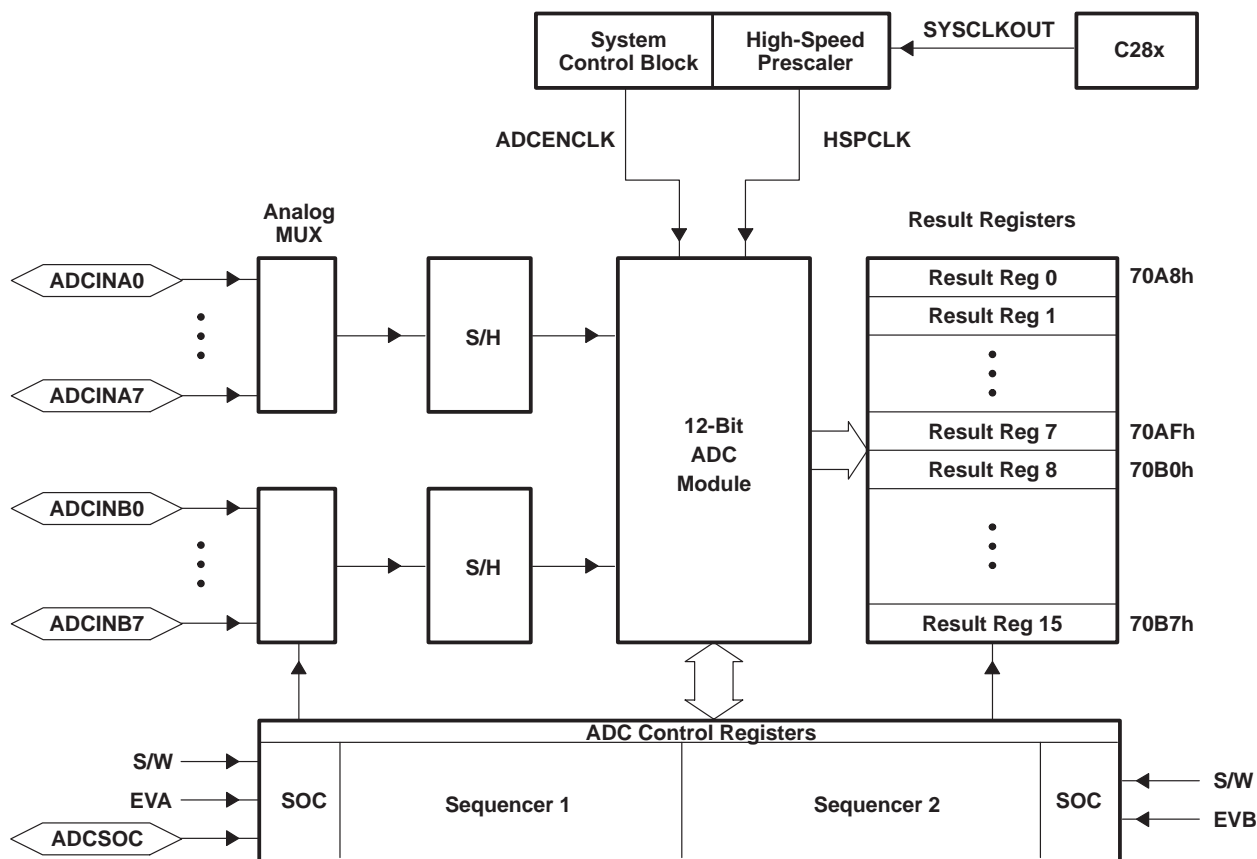 System
Control Block
High-Speed
Prescaler
SYSCLKOUT
C28x
ADCENCLK
HSPCLK
Analog
MUX
Result Registers
ADCINA0
ADCINA7
S/H
12-Bit
ADC
Module
Result Reg 0
70A8h
Result Reg 1
Result Reg 7
70AFh
Result Reg 8
70B0h
ADCINB0
ADCINB7
S/H
Result Reg 15
70B7h
ADC Control Registers
S/W
EVA
ADCSOC
SOC
Sequencer 1
Sequencer 2
SOC
S/W
EVB